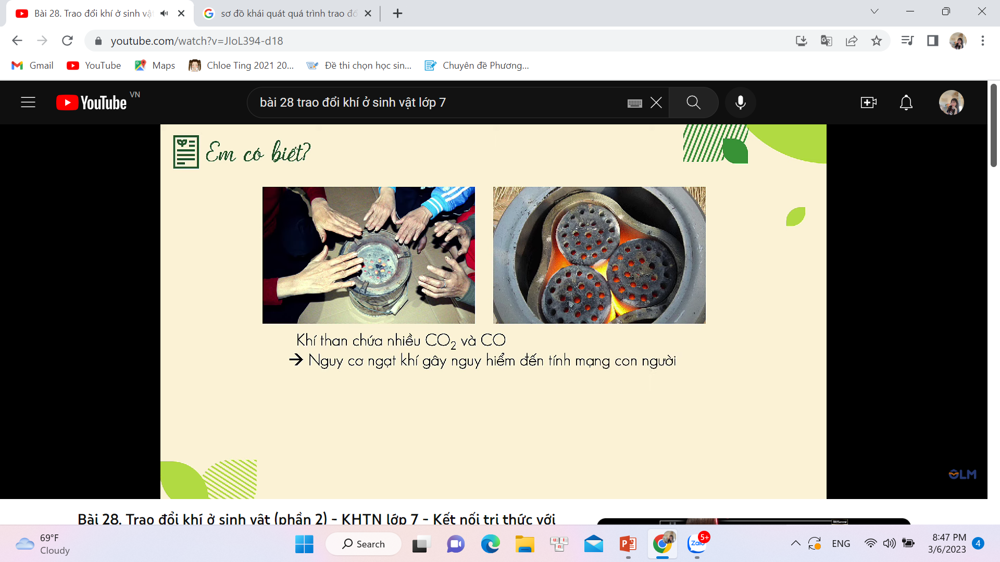 Bài 28. Trao đổi khí ở sinh vậ
sơ đồ khái quát quá trình trao đổ
youtube.com/watch?v=JIoL394-d18
Gmail
YouTube
Maps
Chloe Ting 2021 20...
Đề thi chọn học sin...
Chuyên đề Phương...
YouTube VN
bài 28 trao đổi khí ở sinh vật lớp 7
Em có biết?
Khí than chứa nhiều CO2 và CO
→ Nguy cơ ngạt khí gây nguy hiểm đến tính mạng con người
OLM
Bài 28. Trao đổi khí ở sinh vật (phần 2) - KHTN lớp 7 - Kết nối tri thức với
TRESemmé
69°F
Cloudy
Search
Zalo
5+
ENG
8:47 PM
3/6/2023
4